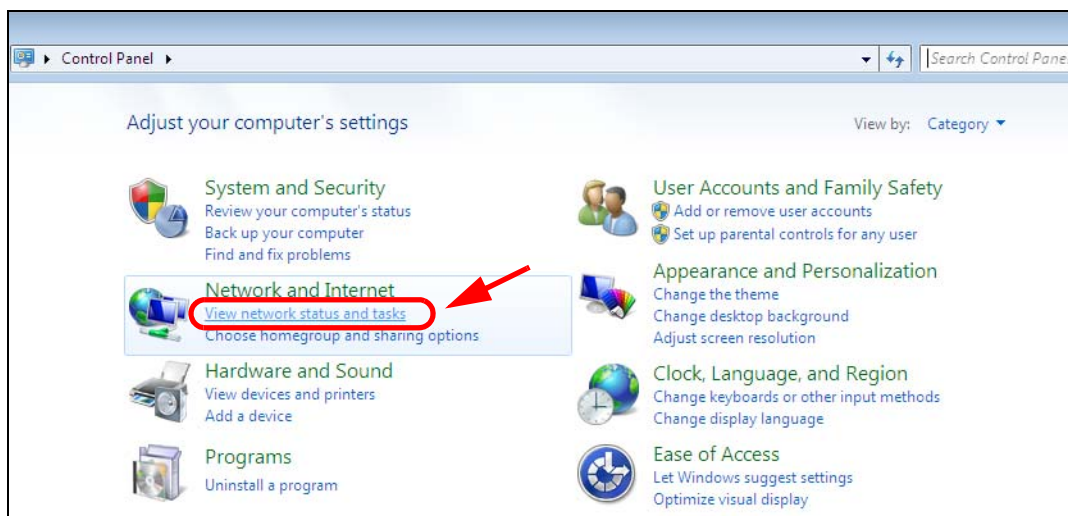 Control Panel
Search Control Pane
Adjust your computer's settings
View by: Category
System and Security
Review your computer's status
Back up your computer
Find and fix problems
Network and Internet
View network status and tasks
Choose homegroup and sharing options
Hardware and Sound
View devices and printers
Add a device
Programs
Uninstall a program
User Accounts and Family Safety
Add or remove user accounts
Set up parental controls for any user
Appearance and Personalization
Change the theme
Change desktop background
Adjust screen resolution
Clock, Language, and Region
Change keyboards or other input methods
Change display language
Ease of Access
Let Windows suggest settings
Optimize visual display